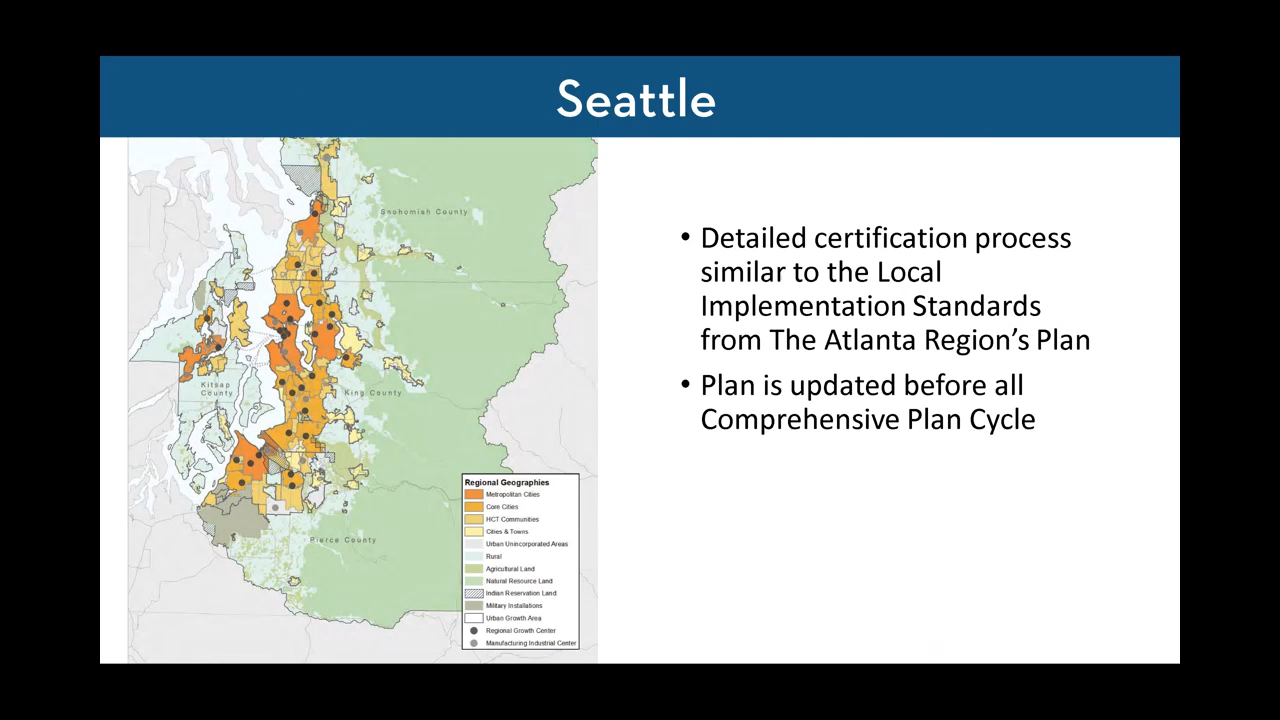 Seattle
Snohomish County
Kitsap
County
King County
Pierce County
Regional Geographies
Metropolitan Cities
Core Cities
HCT Communities
Cities & Towns
Urban Unincorporated Areas
Rural
Agricultural Land
Natural Resource Land
Indian Reservation Land
Military Installations
Urban Growth Area
Regional Growth Center
Manufacturing Industrial Center
• Detailed certification process
similar to the Local
Implementation Standards
from The Atlanta Region’s Plan
• Plan is updated before all
Comprehensive Plan Cycle